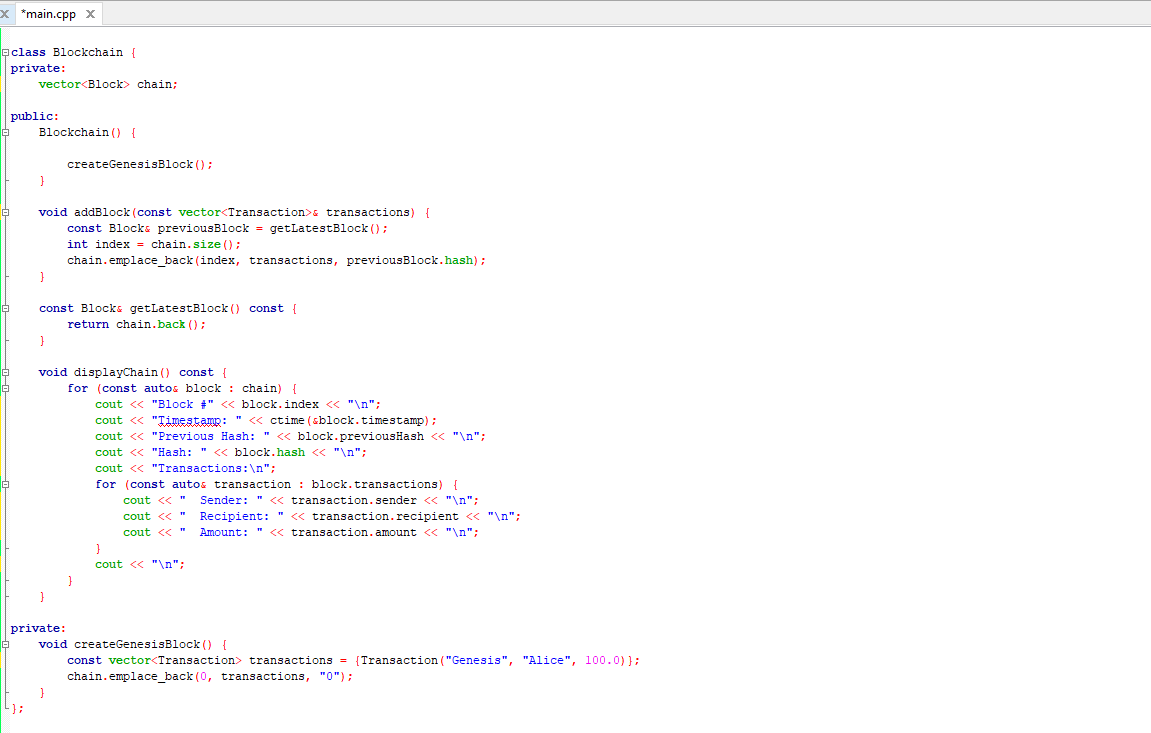 *main.cpp
class Blockchain {
private:
    vector<Block> chain;
public:
    Blockchain() {
        createGenesisBlock();
    }
    void addBlock(const vector<Transaction>& transactions) {
        const Block& previousBlock = getLatestBlock();
        int index = chain.size();
        chain.emplace_back(index, transactions, previousBlock.hash);
    }
    const Block& getLatestBlock() const {
        return chain.back();
    }
    void displayChain() const {
        for (const auto& block : chain) {
            cout << "Block #" << block.index << "\n";
            cout << "Timestamp: " << ctime(&block.timestamp);
            cout << "Previous Hash: " << block.previousHash << "\n";
            cout << "Hash: " << block.hash << "\n";
            cout << "Transactions:\n";
            for (const auto& transaction : block.transactions) {
                cout << "  Sender: " << transaction.sender << "\n";
                cout << "  Recipient: " << transaction.recipient << "\n";
                cout << "  Amount: " << transaction.amount << "\n";
            }
            cout << "\n";
        }
    }
private:
    void createGenesisBlock() {
        const vector<Transaction> transactions = {Transaction("Genesis", "Alice", 100.0)};
        chain.emplace_back(0, transactions, "0");
    }
};